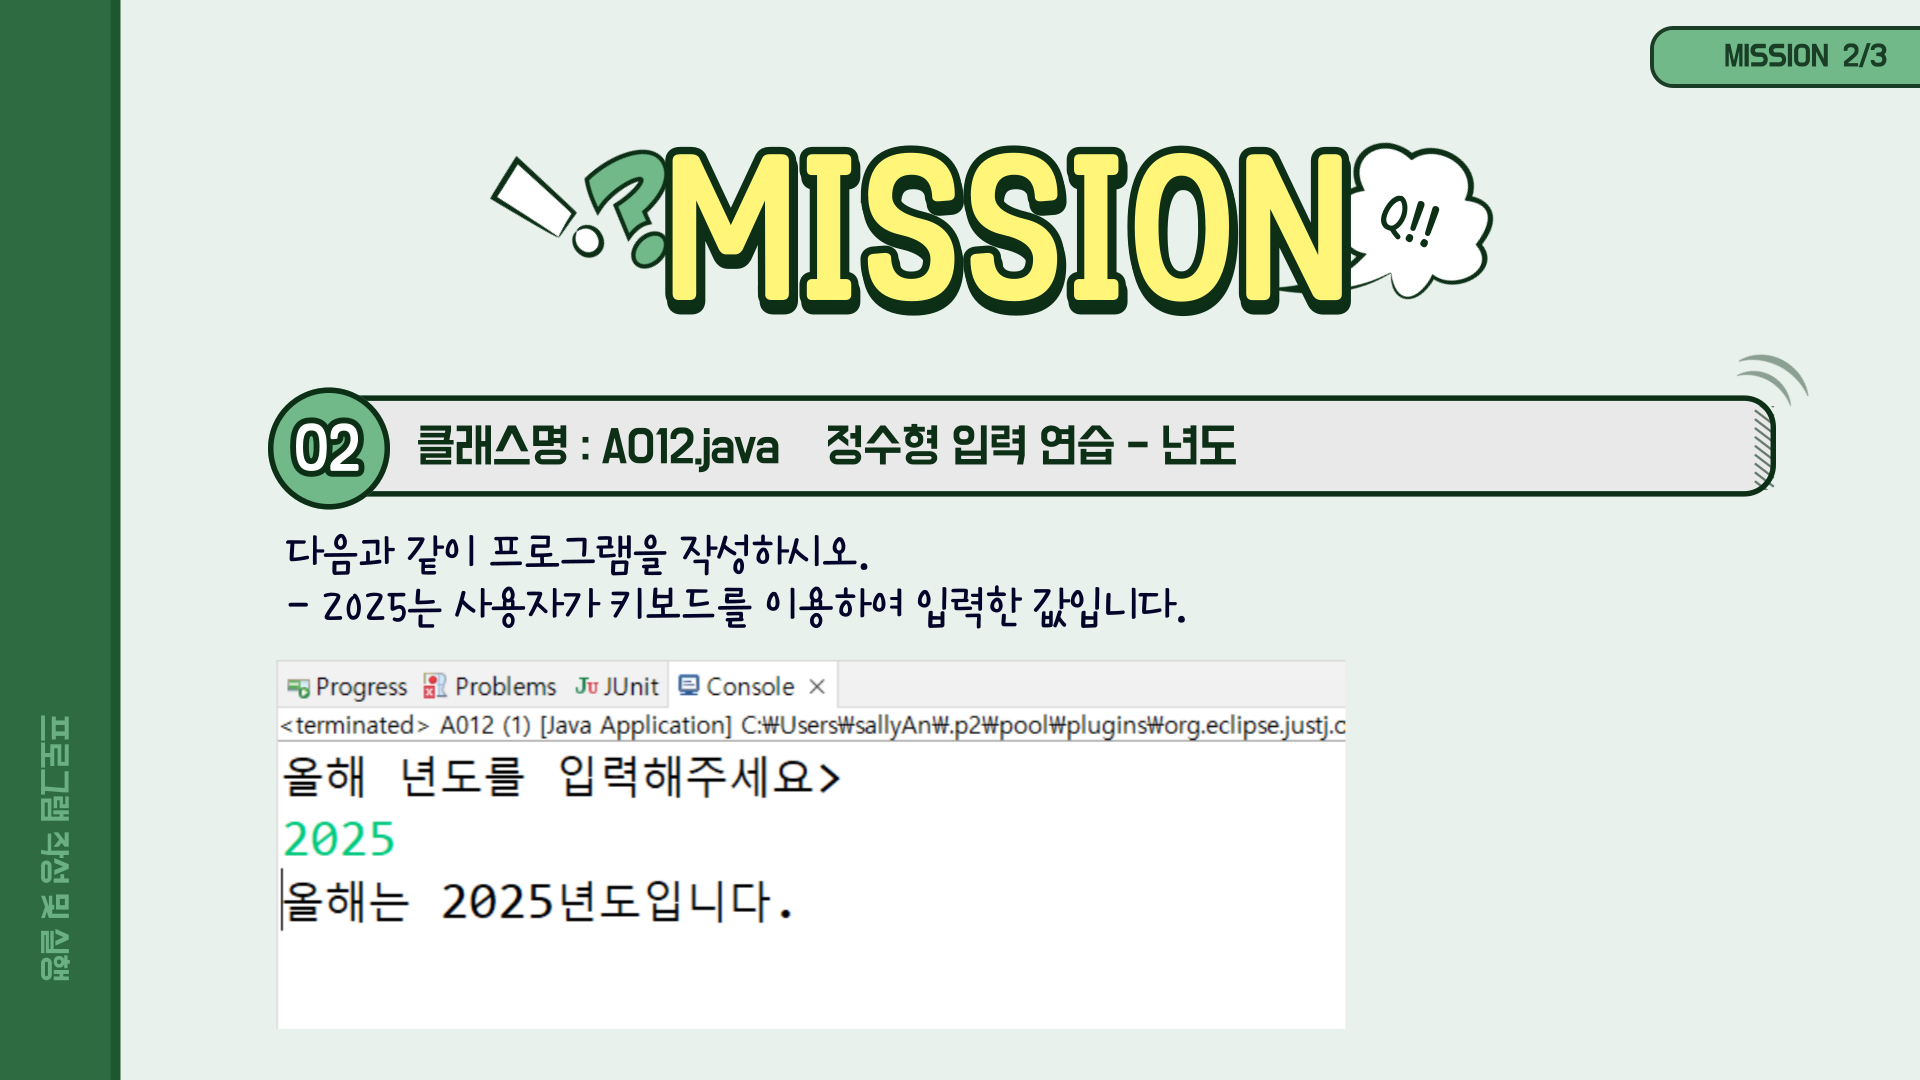 MISSION 2/3
MISSION
Q!!
02
클래스명 : A012.java 정수형 입력 연습 - 년도
다음과 같이 프로그램을 작성하시오.
- 2025는 사용자가 키보드를 이용하여 입력한 값입니다.
Progress Problems JUnit Console
<terminated> A012 (1) [Java Application] C:₩Users₩sallyAn₩.p2₩pool₩plugins₩org.eclipse.justj.o
올해 년도를 입력해주세요>
2025
올해는 2025년도입니다.
프로그램 작성 및 실행